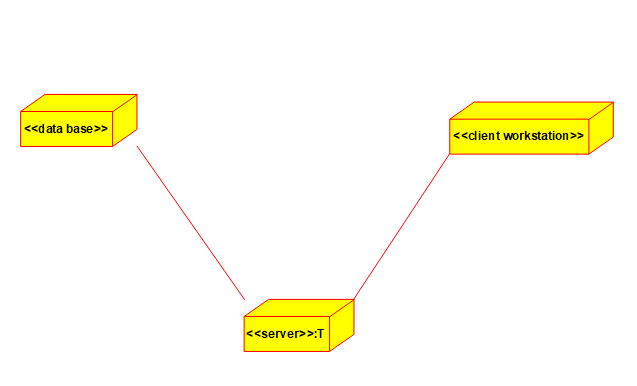 <<data base>>
<<client workstation>>
<<server>>:T